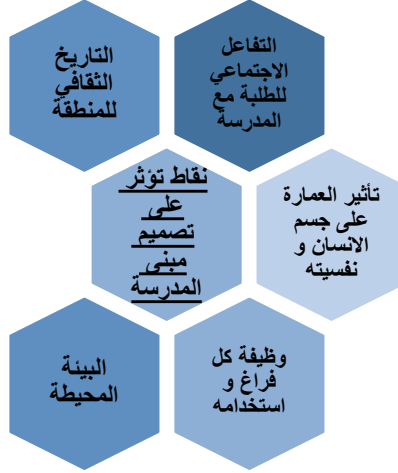 التفاعل
الاجتماعي
للطلبة مع
المدرسة
التاريخ
الثقافي
للمنطقة
تأثير العمارة
على جسم
الانسان و
نفسيته
نقاط تؤثر
على
تصميم
مبنى
المدرسة
وظيفة كل
فراغ و
استخدامه
البيئة
المحيطة